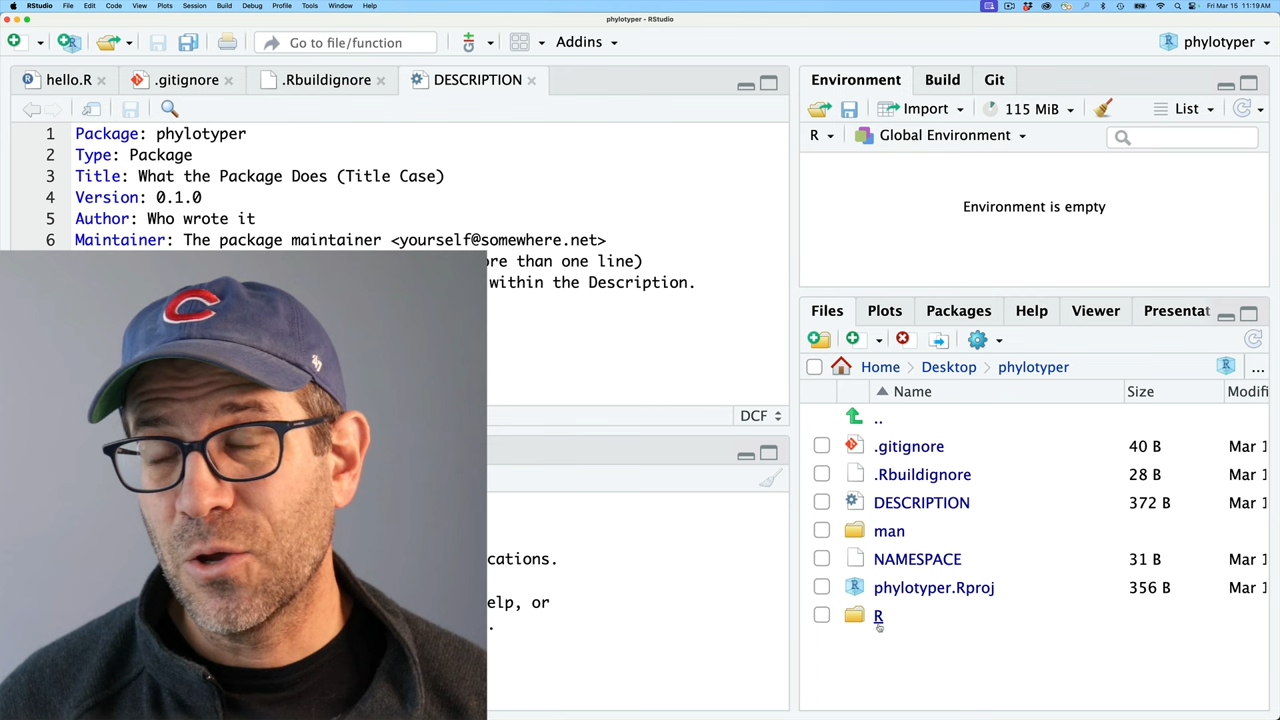 RStudio File Edit Code View Plots Session Build Debug Profile Tools Window Help Fri Mar 15 11:19 AM
phylotyper - RStudio
Go to file/function Addins phylotyper
hello.R .gitignore .Rbuildignore DESCRIPTION
1 Package: phylotyper
2 Type: Package
3 Title: What the Package Does (Title Case)
4 Version: 0.1.0
5 Author: Who wrote it
6 Maintainer: The package maintainer <yourself@somewhere.net>
ore than one line)
within the Description.
DCF
cations.
elp, or
.
Environment Build Git
Import 115 MiB List
R Global Environment
Environment is empty
Files Plots Packages Help Viewer Presentat
Home Desktop phylotyper ...
Name Size Modifi
..
.gitignore 40 B Mar 1
.Rbuildignore 28 B Mar 1
DESCRIPTION 372 B Mar 1
man
NAMESPACE 31 B Mar 1
phylotyper.Rproj 356 B Mar 1
R